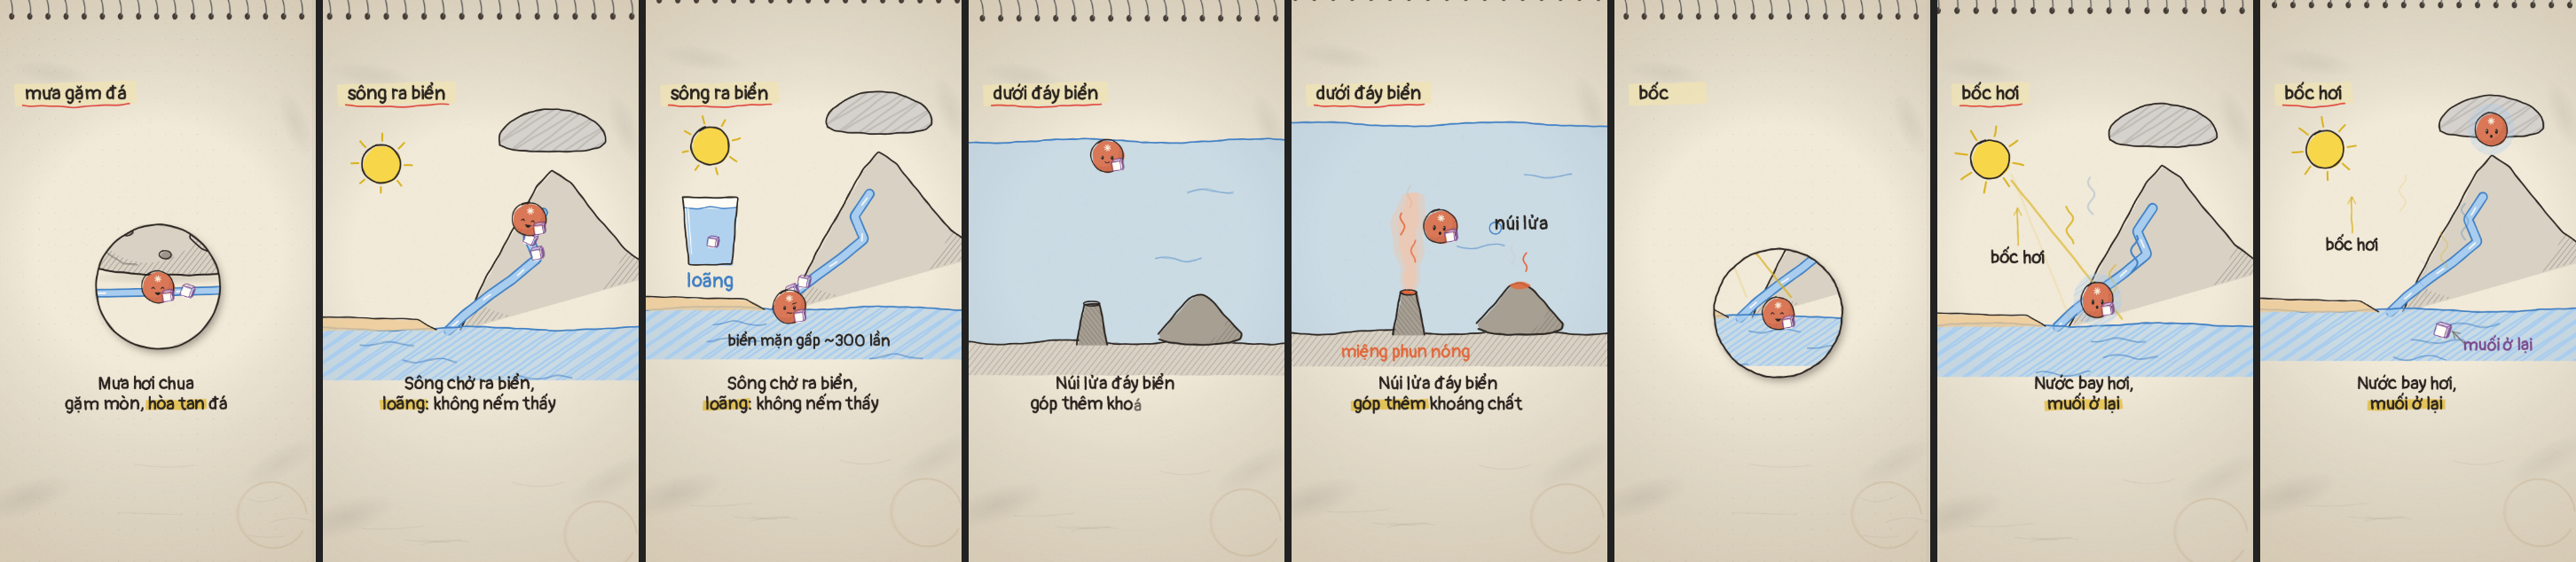 mưa gặm đá
Mưa hơi chua
gặm mòn, hòa tan đá
sông ra biển
Sông chở ra biển,
loãng: không nếm thấy
sông ra biển
loãng
biển mặn gấp ~300 lần
Sông chở ra biển,
loãng: không nếm thấy
dưới đáy biển
Núi lửa đáy biển
góp thêm khoá
dưới đáy biển
núi lửa
miệng phun nóng
Núi lửa đáy biển
góp thêm khoáng chất
bốc
bốc hơi
bốc hơi
Nước bay hơi,
muối ở lại
bốc hơi
bốc hơi
muối ở lại
Nước bay hơi,
muối ở lại